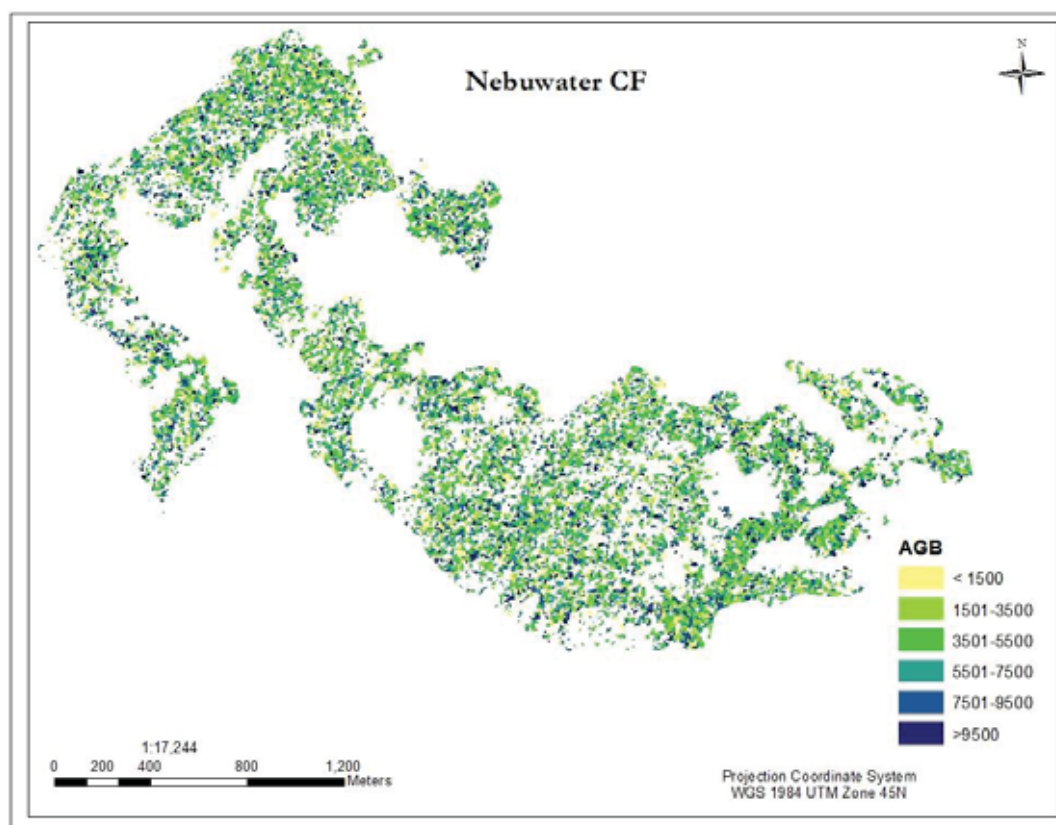 N
Nebuwater CF
AGB
< 1500
1501-3500
3501-5500
5501-7500
7501-9500
>9500
1:17,244
0 200 400 800 1,200
Meters
Projection Coordinate System
WGS 1984 UTM Zone 45N